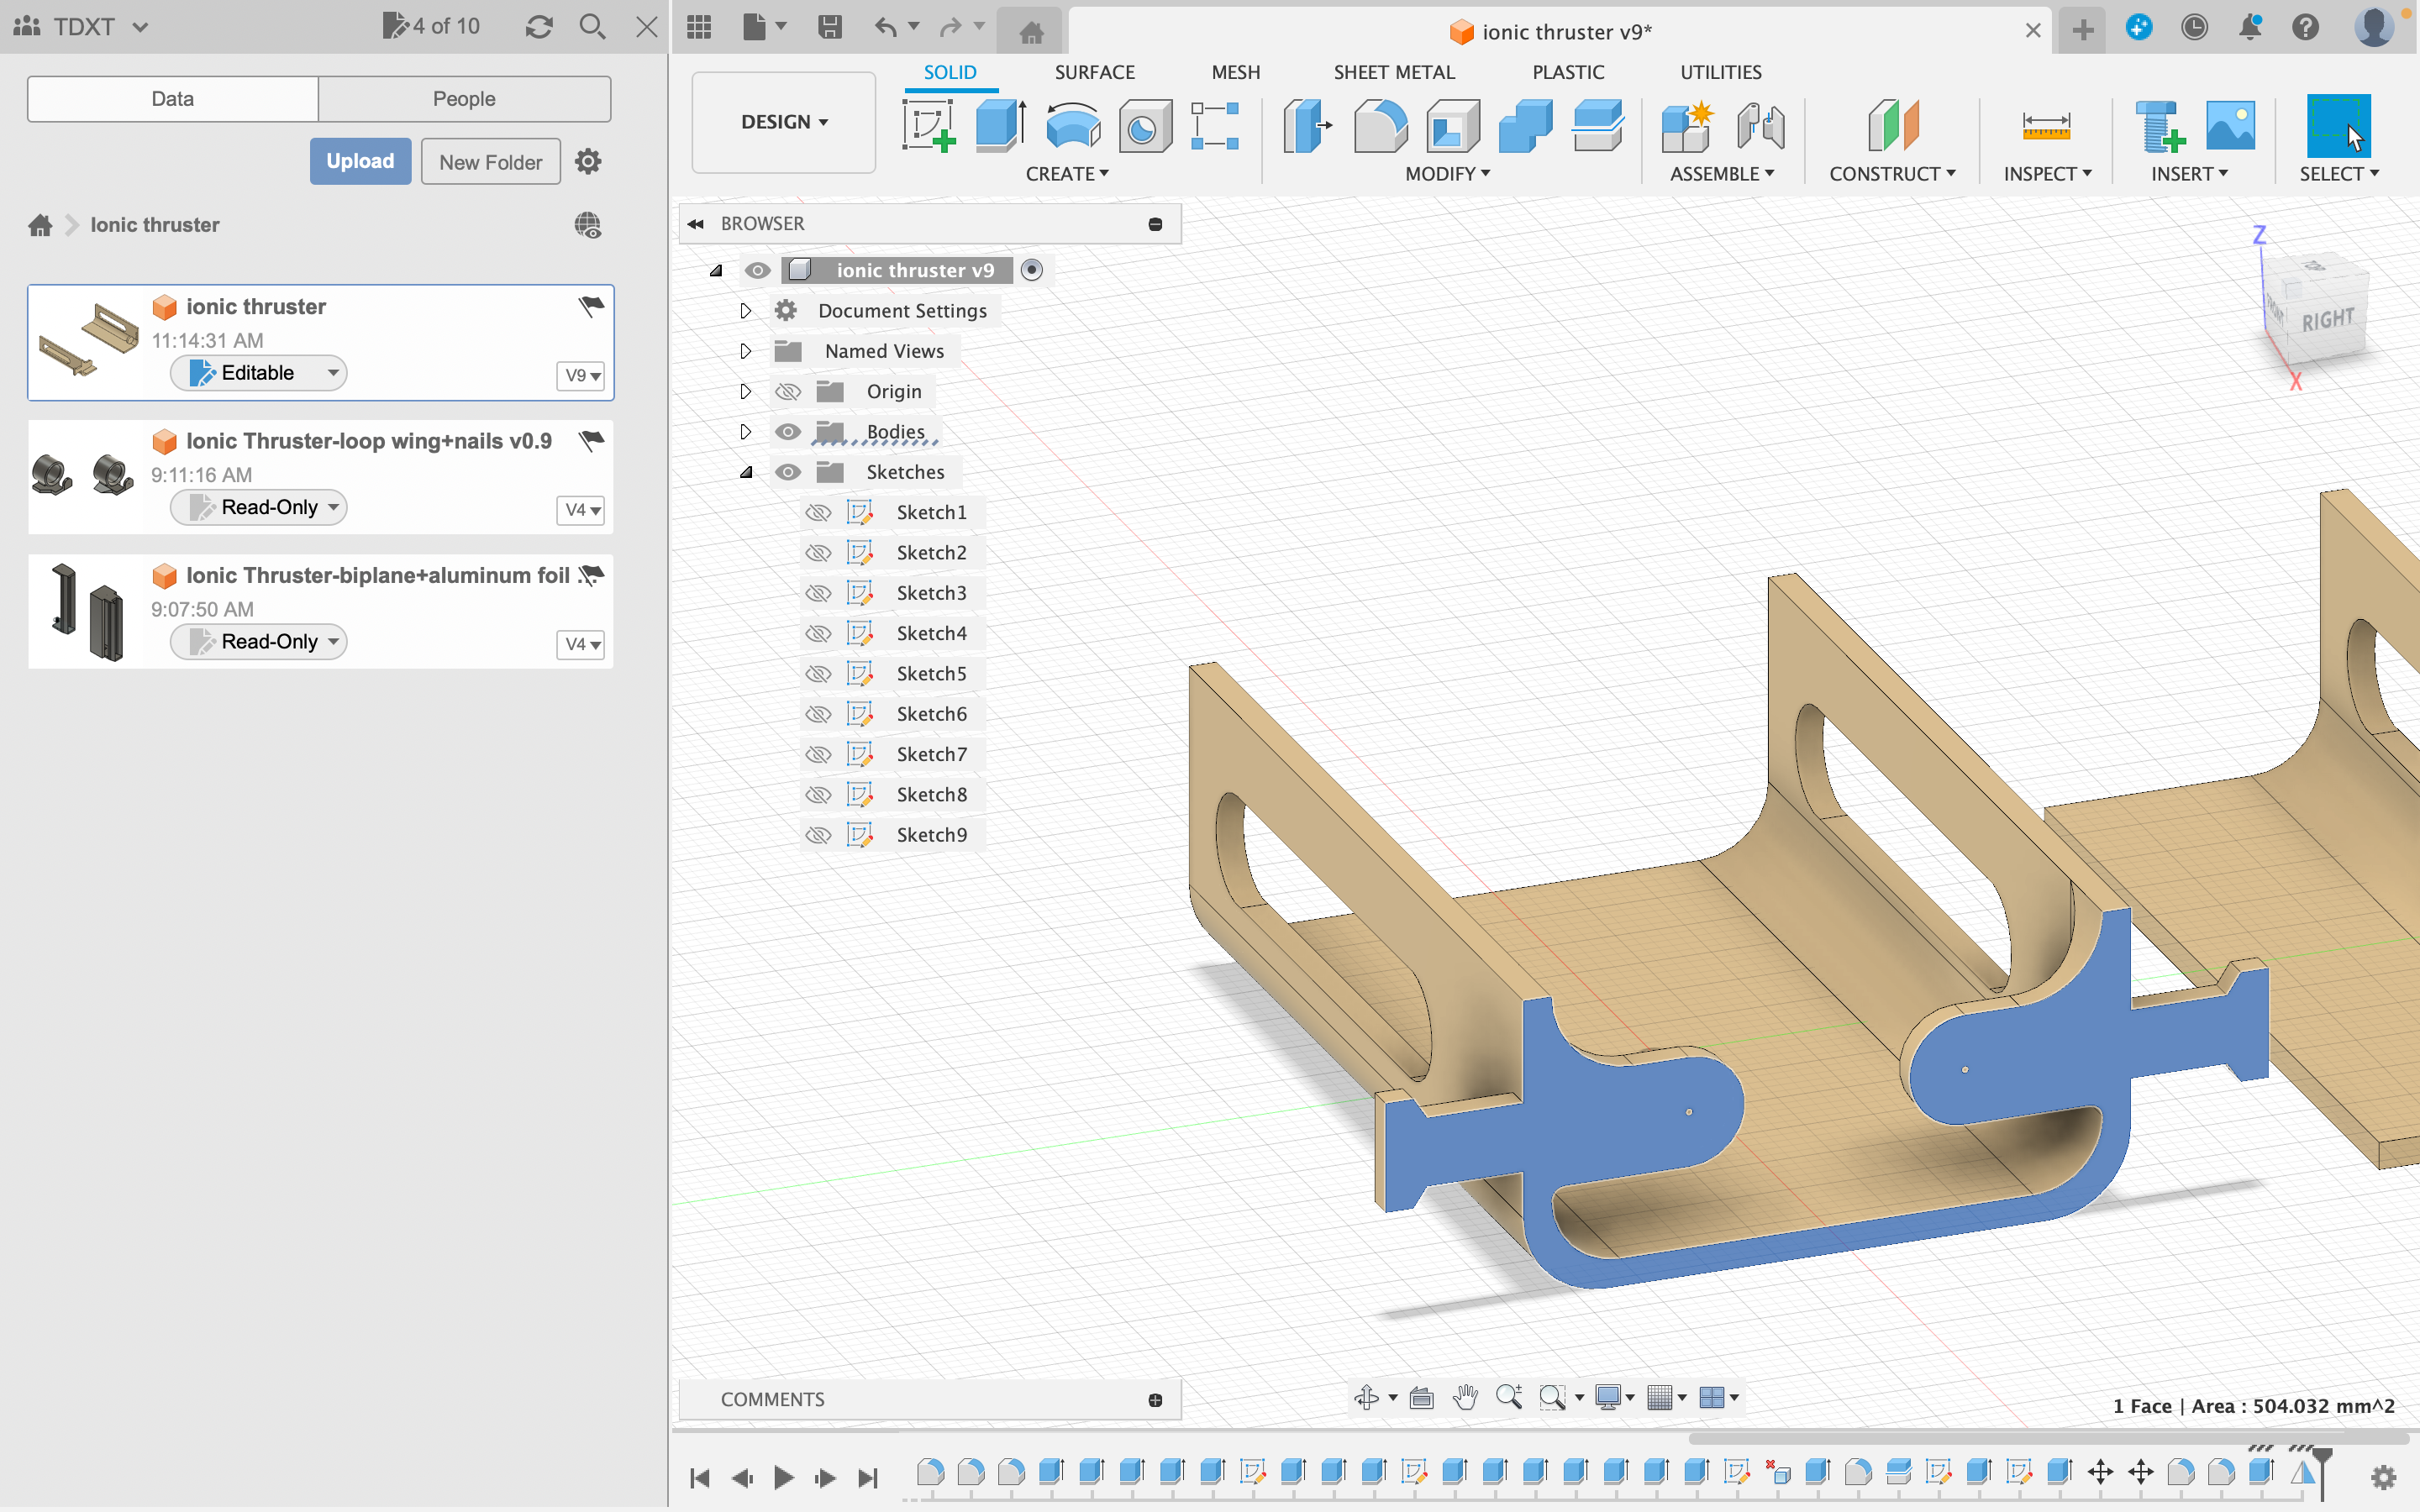 TDXT
4 of 10
ionic thruster v9*
Data
People
Upload
New Folder
Ionic thruster
ionic thruster
11:14:31 AM
Editable
V9
Ionic Thruster-loop wing+nails v0.9
9:11:16 AM
Read-Only
V4
Ionic Thruster-biplane+aluminum foil ...
9:07:50 AM
Read-Only
V4
DESIGN
SOLID
SURFACE
MESH
SHEET METAL
PLASTIC
UTILITIES
CREATE
MODIFY
ASSEMBLE
CONSTRUCT
INSPECT
INSERT
SELECT
BROWSER
ionic thruster v9
Document Settings
Named Views
Origin
Bodies
Sketches
Sketch1
Sketch2
Sketch3
Sketch4
Sketch5
Sketch6
Sketch7
Sketch8
Sketch9
Z
FRONT
RIGHT
X
COMMENTS
1 Face | Area : 504.032 mm^2